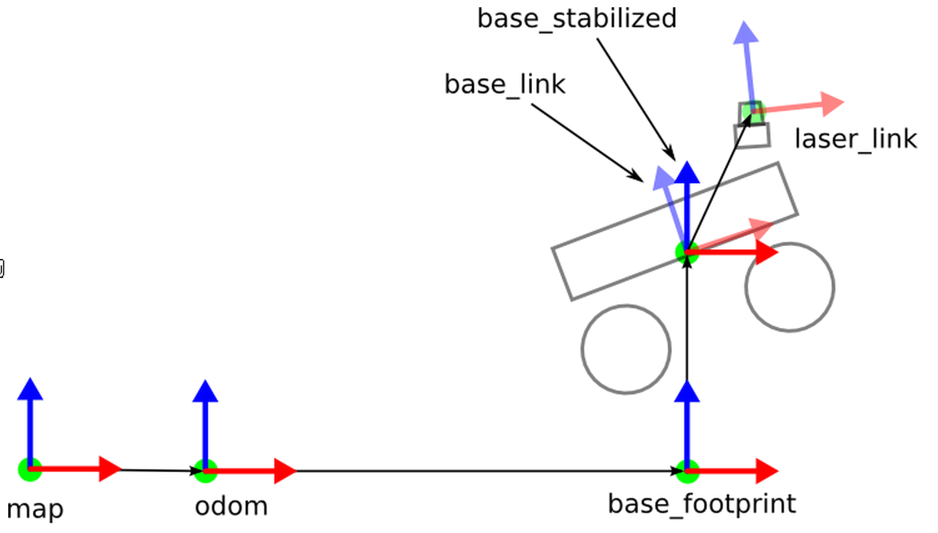 base_stabilized
base_link
laser_link
map
odom
base_footprint